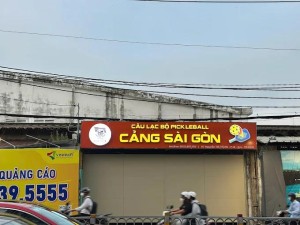 CÂU LẠC BỘ PICKLEBALL
CẢNG SÀI GÒN
QUẢNG CÁO
39.5555